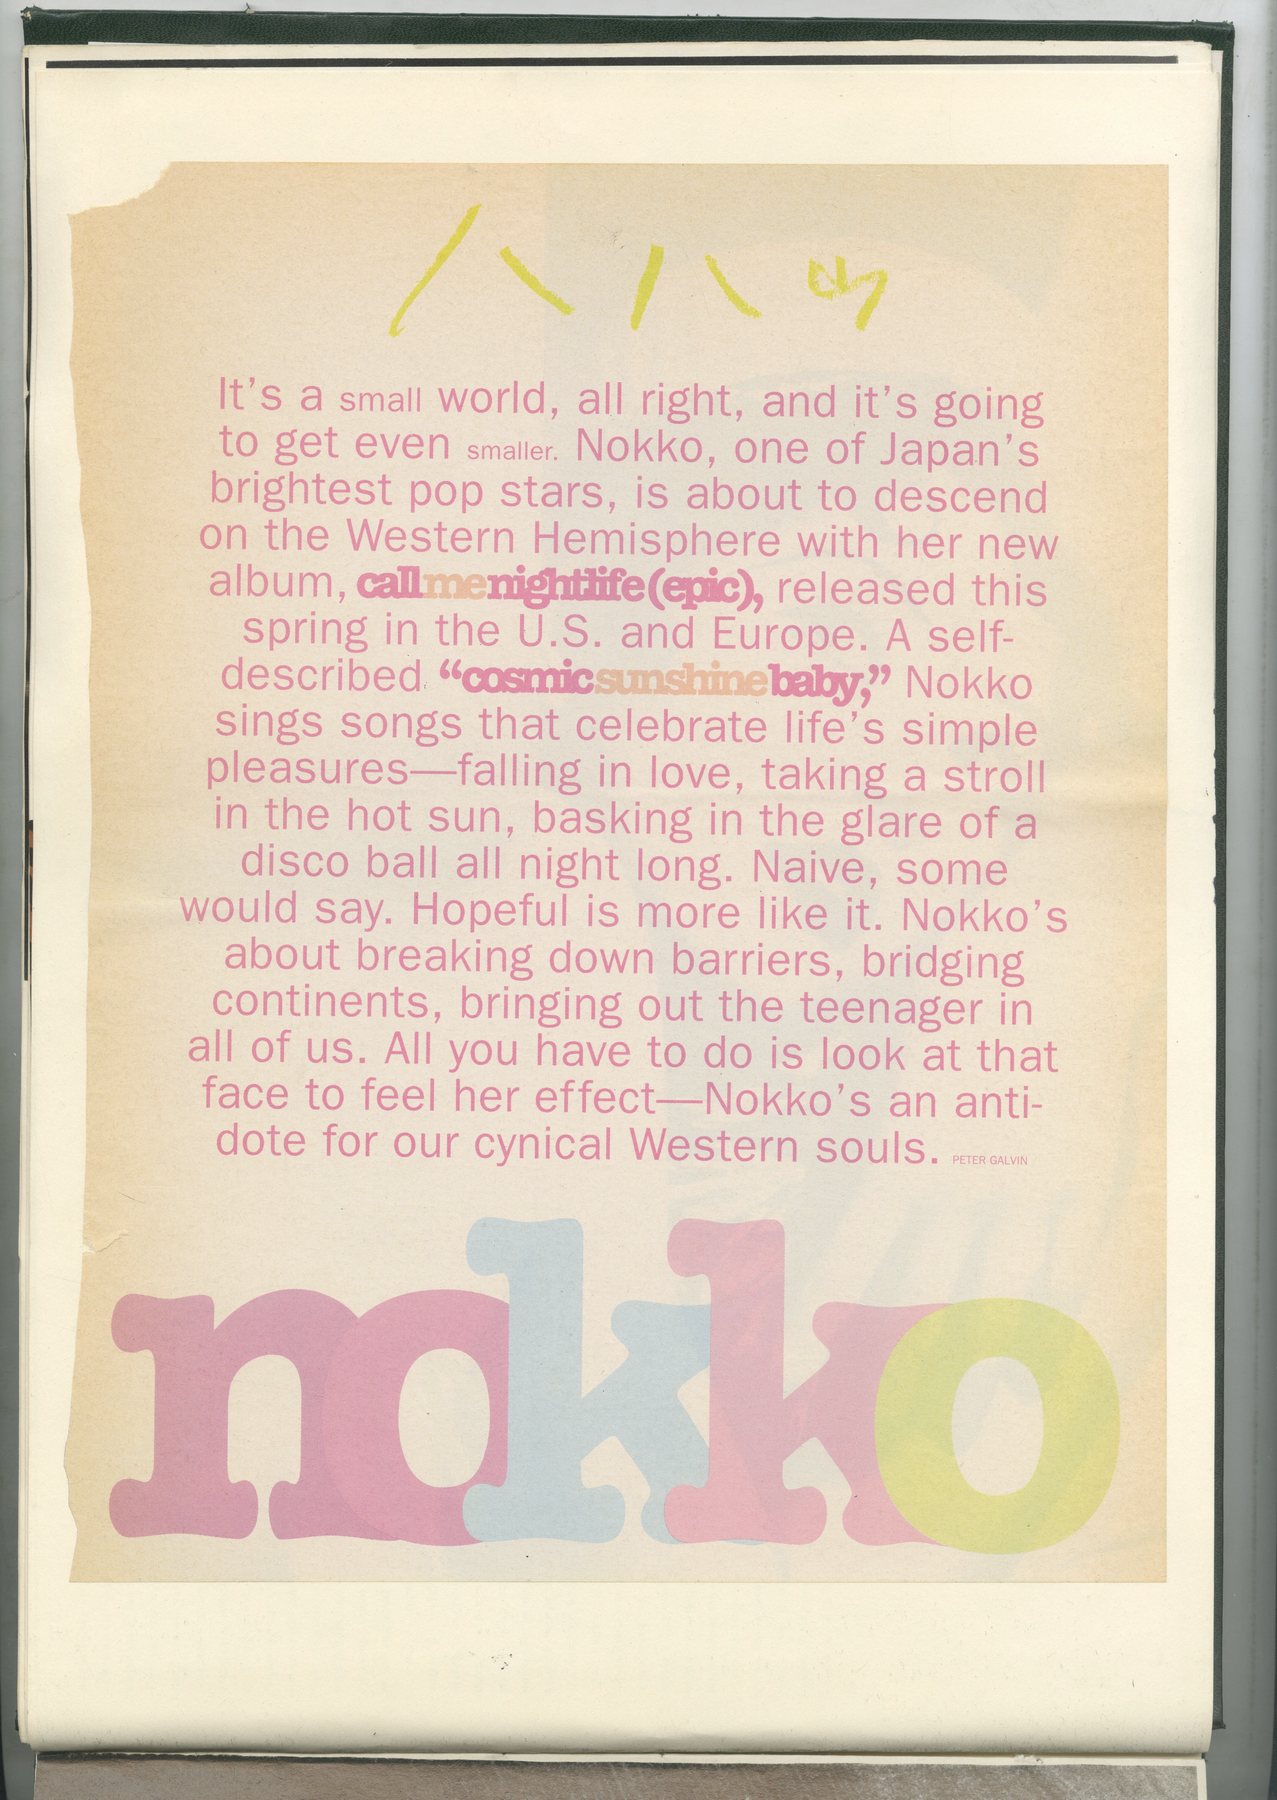 ハハッ
It's a small world, all right, and it's going
to get even smaller. Nokko, one of Japan's
brightest pop stars, is about to descend
on the Western Hemisphere with her new
album, call me nightlife (epic), released this
spring in the U.S. and Europe. A self-
described “cosmic sunshine baby,” Nokko
sings songs that celebrate life's simple
pleasures—falling in love, taking a stroll
in the hot sun, basking in the glare of a
disco ball all night long. Naive, some
would say. Hopeful is more like it. Nokko's
about breaking down barriers, bridging
continents, bringing out the teenager in
all of us. All you have to do is look at that
face to feel her effect—Nokko's an anti-
dote for our cynical Western souls. PETER GALVIN
nokko